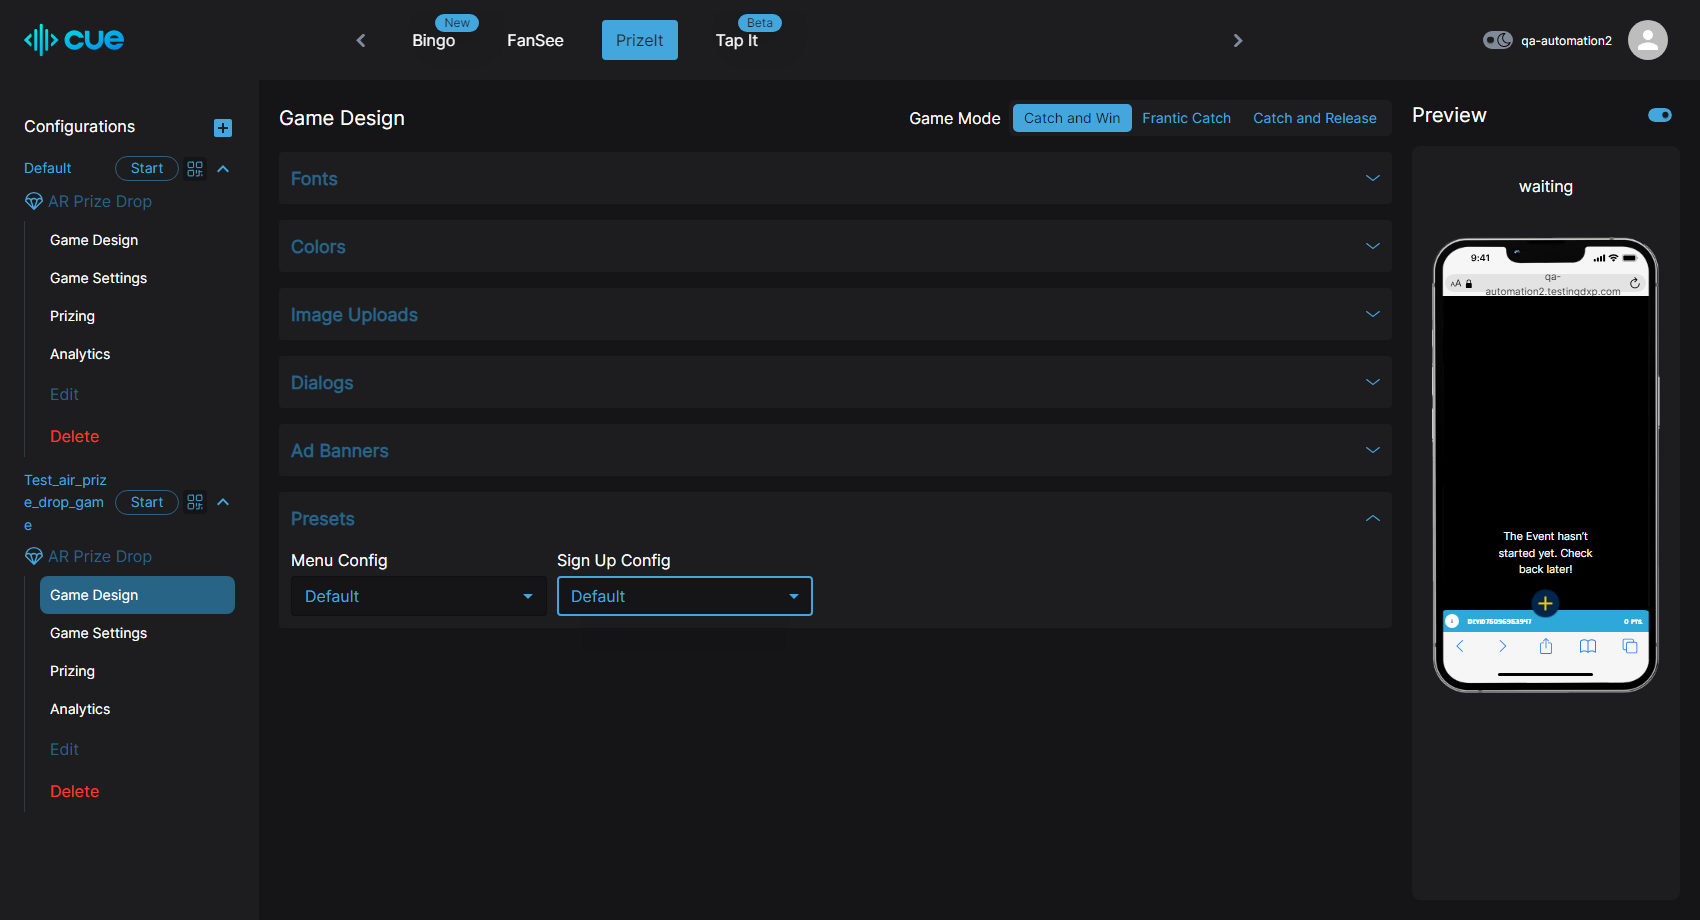 cue
New
Bingo
FanSee
PrizeIt
Beta
Tap It
qa-automation2
Configurations
Default
Start
AR Prize Drop
Game Design
Game Settings
Prizing
Analytics
Edit
Delete
Test_air_priz
e_drop_gam
e
Start
AR Prize Drop
Game Design
Game Settings
Prizing
Analytics
Edit
Delete
Game Design
Game Mode
Catch and Win
Frantic Catch
Catch and Release
Fonts
Colors
Image Uploads
Dialogs
Ad Banners
Presets
Menu Config
Sign Up Config
Default
Default
Preview
waiting
9:41
AA
qa-
automation2.testingdxp.com
The Event hasn't
started yet. Check
back later!
0 PTS.